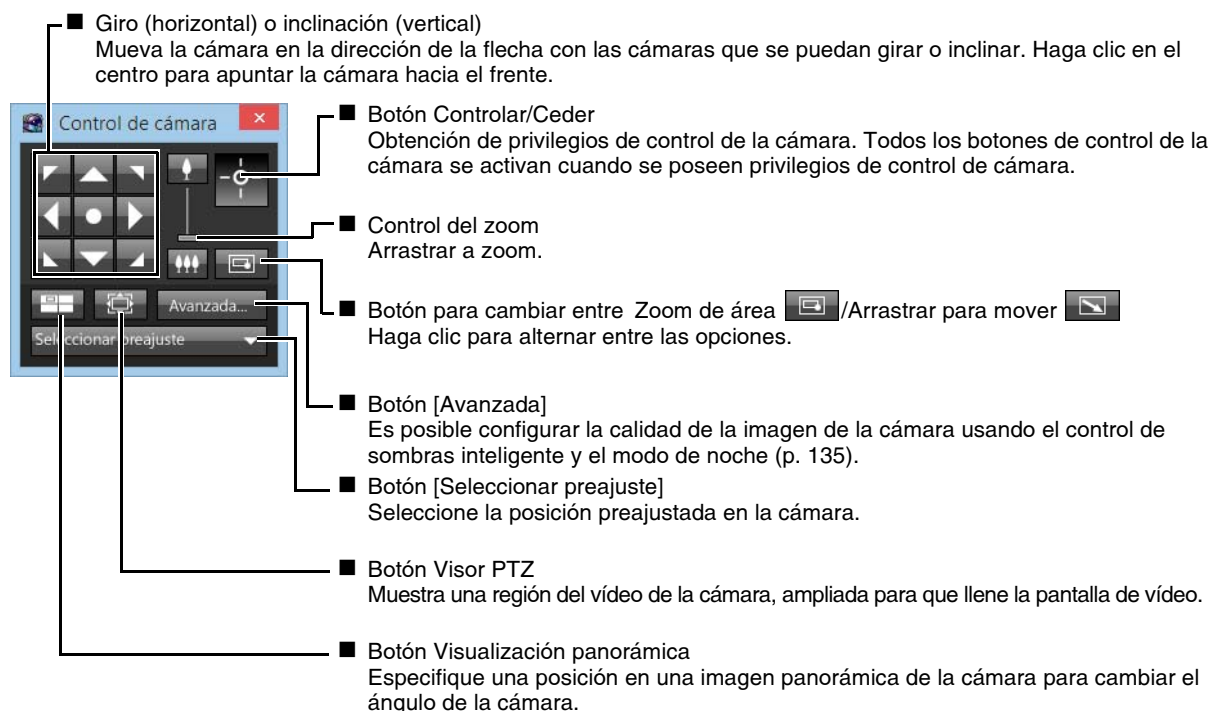 ■ Giro (horizontal) o inclinación (vertical)
Mueva la cámara en la dirección de la flecha con las cámaras que se puedan girar o inclinar. Haga clic en el
centro para apuntar la cámara hacia el frente.
Control de cámara
Avanzada...
Seleccionar preajuste
■ Botón Controlar/Ceder
Obtención de privilegios de control de la cámara. Todos los botones de control de la
cámara se activan cuando se poseen privilegios de control de cámara.
■ Control del zoom
Arrastrar a zoom.
■ Botón para cambiar entre Zoom de área /Arrastrar para mover
Haga clic para alternar entre las opciones.
■ Botón [Avanzada]
Es posible configurar la calidad de la imagen de la cámara usando el control de
sombras inteligente y el modo de noche (p. 135).
■ Botón [Seleccionar preajuste]
Seleccione la posición preajustada en la cámara.
■ Botón Visor PTZ
Muestra una región del vídeo de la cámara, ampliada para que llene la pantalla de vídeo.
■ Botón Visualización panorámica
Especifique una posición en una imagen panorámica de la cámara para cambiar el
ángulo de la cámara.